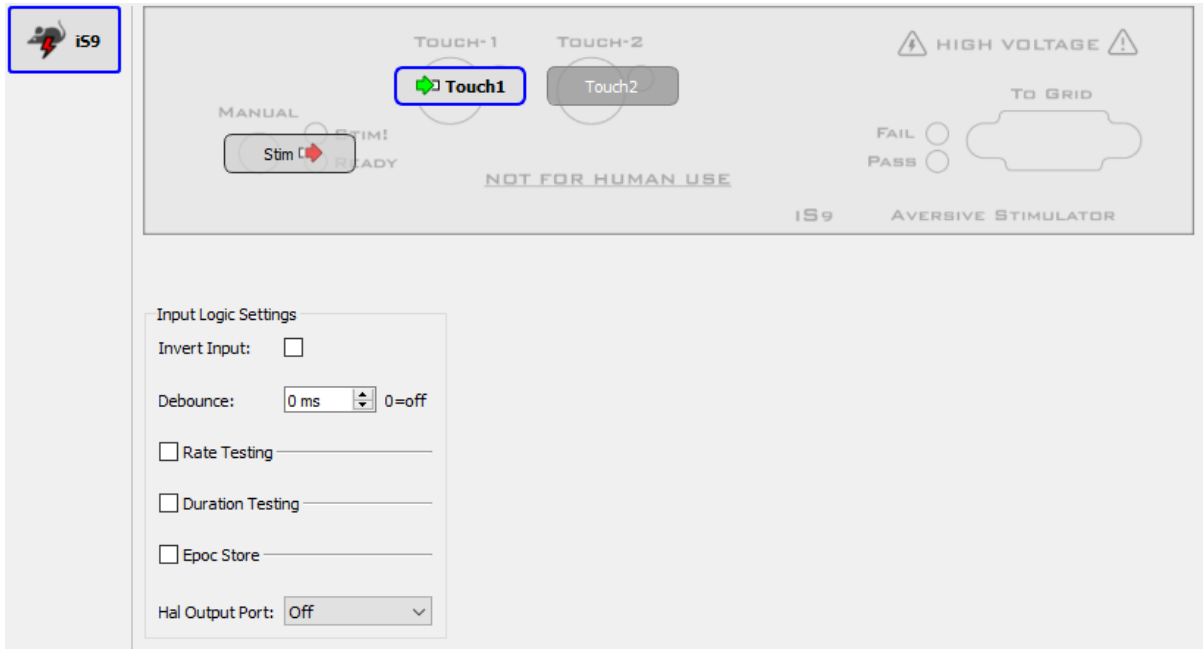 iS9
TOUCH-1 TOUCH-2
HIGH VOLTAGE
Touch1
Touch2
TO GRID
MANUAL
STIM!
Stim
READY
FAIL
PASS
NOT FOR HUMAN USE
iS9 AVERSIVE STIMULATOR
Input Logic Settings
Invert Input:
Debounce: 0 ms 0=off
Rate Testing
Duration Testing
Epoc Store
Hal Output Port: Off